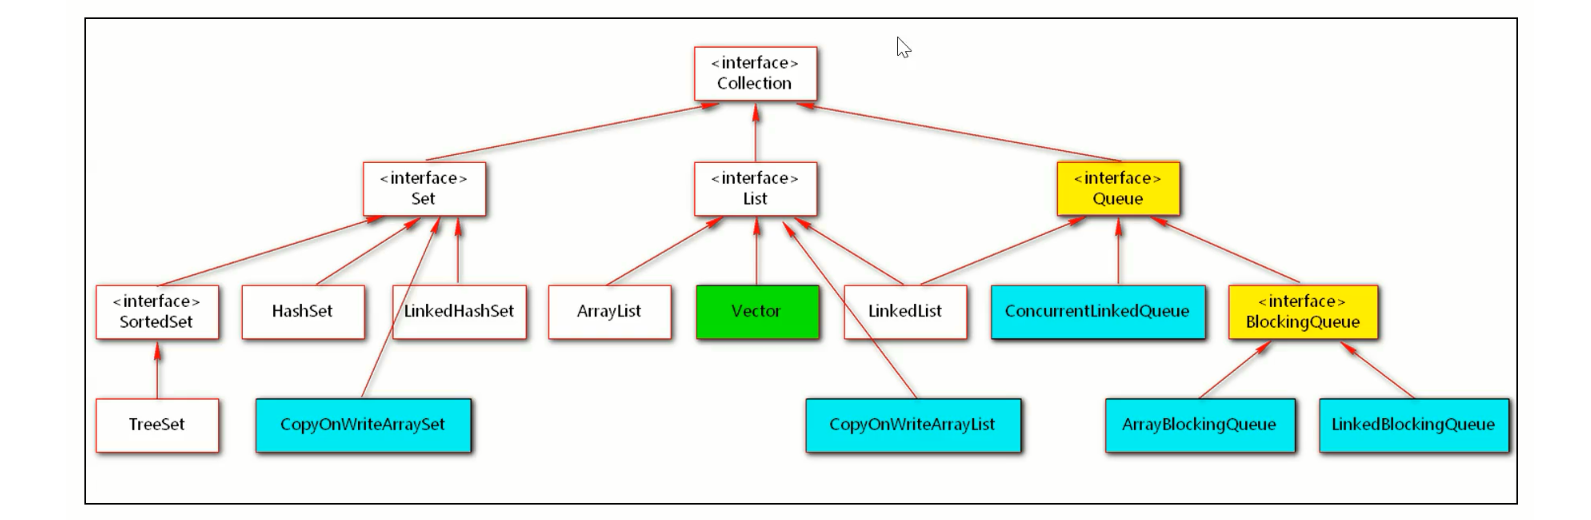 <interface>
Collection
<interface>
Set
<interface>
List
<interface>
Queue
<interface>
SortedSet
HashSet
LinkedHashSet
ArrayList
Vector
LinkedList
ConcurrentLinkedQueue
<interface>
BlockingQueue
TreeSet
CopyOnWriteArraySet
CopyOnWriteArrayList
ArrayBlockingQueue
LinkedBlockingQueue